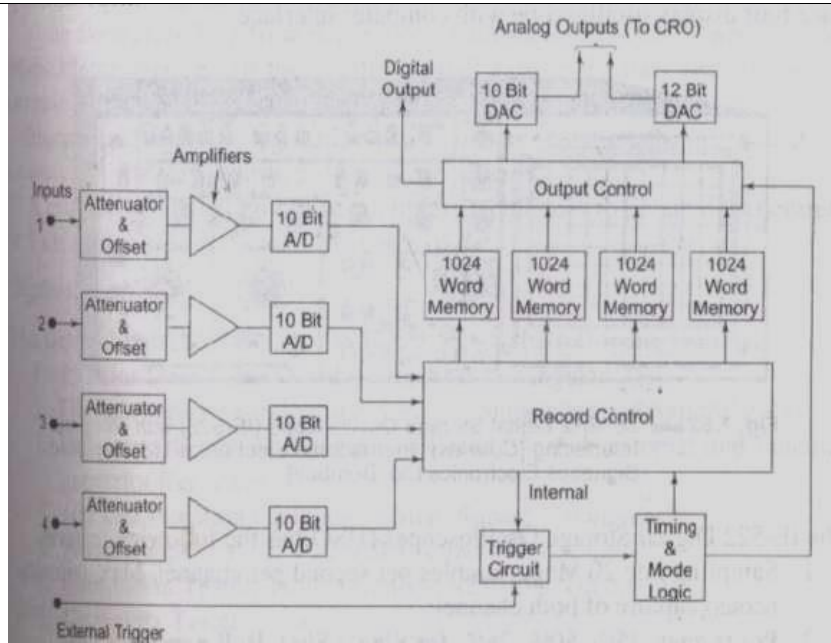 Analog Outputs (To CRO)
Digital
Output
10 Bit
DAC
12 Bit
DAC
Amplifiers
Inputs
Output Control
1
Attenuator
&
Offset
10 Bit
A/D
1024
Word
Memory
1024
Word
Memory
1024
Word
Memory
1024
Word
Memory
2
Attenuator
&
Offset
10 Bit
A/D
Record Control
3
Attenuator
&
Offset
10 Bit
A/D
4
Attenuator
&
Offset
10 Bit
A/D
Internal
Trigger
Circuit
Timing
&
Mode
Logic
External Trigger